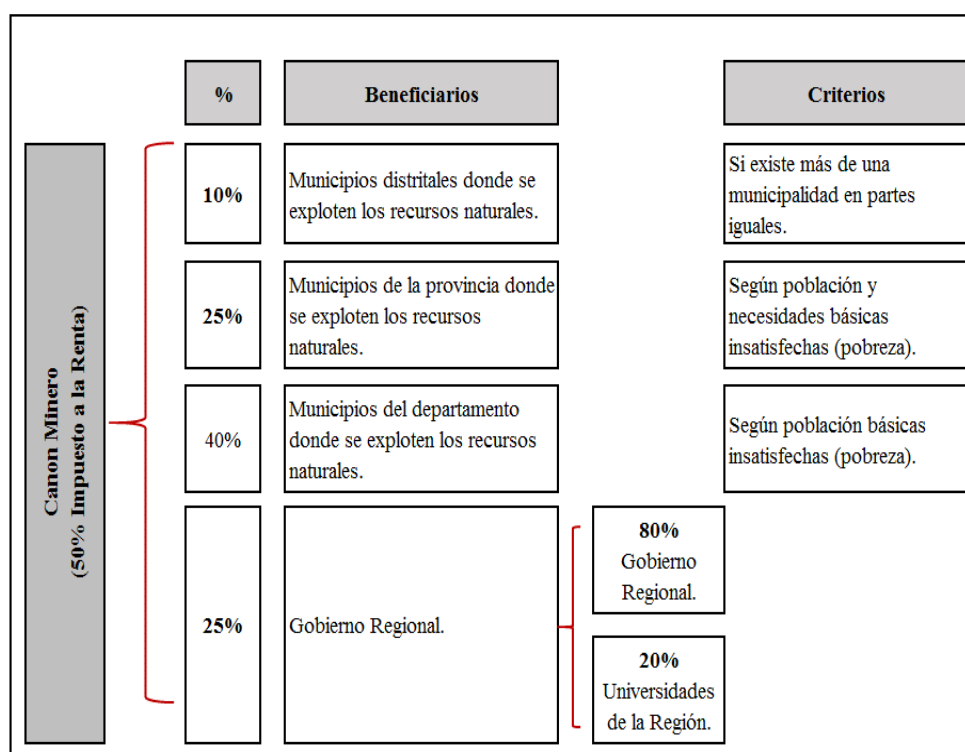 %
Beneficiarios
Criterios
Canon Minero
(50% Impuesto a la Renta)
10%
Municipios distritales donde se
exploten los recursos naturales.
Si existe más de una
municipalidad en partes
iguales.
25%
Municipios de la provincia donde
se exploten los recursos
naturales.
Según población y
necesidades básicas
insatisfechas (pobreza).
40%
Municipios del departamento
donde se exploten los recursos
naturales.
Según población básicas
insatisfechas (pobreza).
25%
Gobierno Regional.
80%
Gobierno
Regional.
20%
Universidades
de la Región.